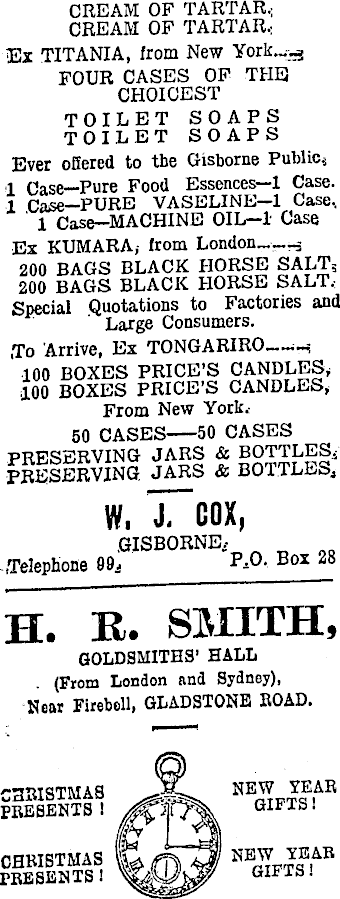 CREAM OF TARTAR.
CREAM OF TARTAR.
Ex TITANIA, from New York—
FOUR CASES OF THE
CHOICEST
TOILET SOAPS
TOILET SOAPS
Ever offered to the Gisborne Public.
1 Case—Pure Food Essences—1 Case.
1 Case—PURE VASELINE—1 Case.
1 Case—MACHINE OIL—1 Case
Ex KUMARA, from London—
200 BAGS BLACK HORSE SALT,
200 BAGS BLACK HORSE SALT.
Special Quotations to Factories and
Large Consumers.
To Arrive, Ex TONGARIRO—
100 BOXES PRICE'S CANDLES,
100 BOXES PRICE'S CANDLES,
From New York.
50 CASES—50 CASES
PRESERVING JARS & BOTTLES,
PRESERVING JARS & BOTTLES,
W. J. COX,
GISBORNE.
Telephone 99. P.O. Box 28
H. R. SMITH,
GOLDSMITHS' HALL
(From London and Sydney),
Near Firebell, GLADSTONE ROAD.
CHRISTMAS PRESENTS!
NEW YEAR GIFTS!
CHRISTMAS PRESENTS!
NEW YEAR GIFTS!